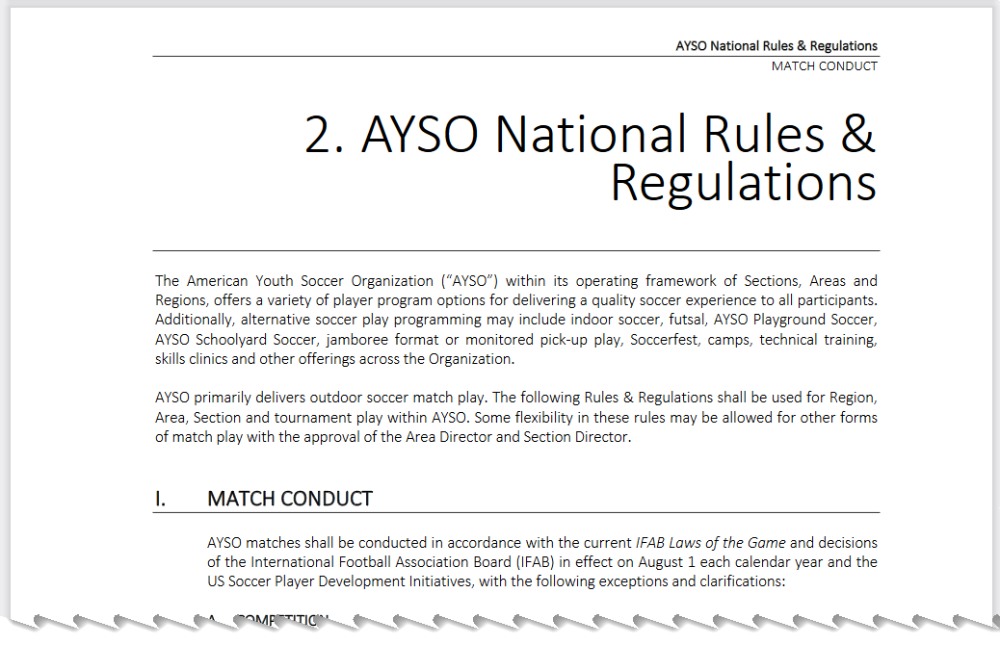 AYSO National Rules & Regulations
MATCH CONDUCT
2. AYSO National Rules &
Regulations
The American Youth Soccer Organization (“AYSO”) within its operating framework of Sections, Areas and
Regions, offers a variety of player program options for delivering a quality soccer experience to all participants.
Additionally, alternative soccer play programming may include indoor soccer, futsal, AYSO Playground Soccer,
AYSO Schoolyard Soccer, jamboree format or monitored pick-up play, Soccerfest, camps, technical training,
skills clinics and other offerings across the Organization.
AYSO primarily delivers outdoor soccer match play. The following Rules & Regulations shall be used for Region,
Area, Section and tournament play within AYSO. Some flexibility in these rules may be allowed for other forms
of match play with the approval of the Area Director and Section Director.
I. MATCH CONDUCT
AYSO matches shall be conducted in accordance with the current IFAB Laws of the Game and decisions
of the International Football Association Board (IFAB) in effect on August 1 each calendar year and the
US Soccer Player Development Initiatives, with the following exceptions and clarifications:
A. COMPETITION